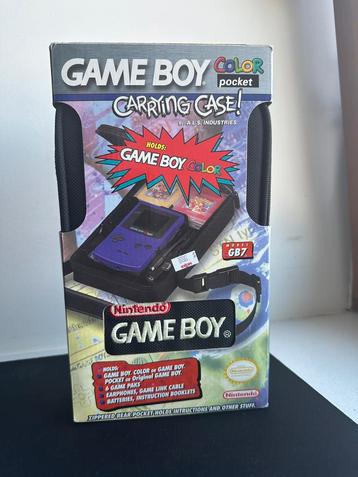 GAME BOY COLOR
pocket
CARRYING CASE!
by A.L.S. INDUSTRIES
HOLDS:
GAME BOY COLOR
MODEL
GB7
Nintendo
GAME BOY®
HOLDS:
GAME BOY COLOR or GAME BOY
POCKET or Original GAME BOY
6 GAME PAKS
EARPHONES, GAME LINK CABLE
BATTERIES, INSTRUCTION BOOKLETS
Nintendo
ZIPPERED REAR POCKET HOLDS INTRUCTIONS AND OTHER STUFF.